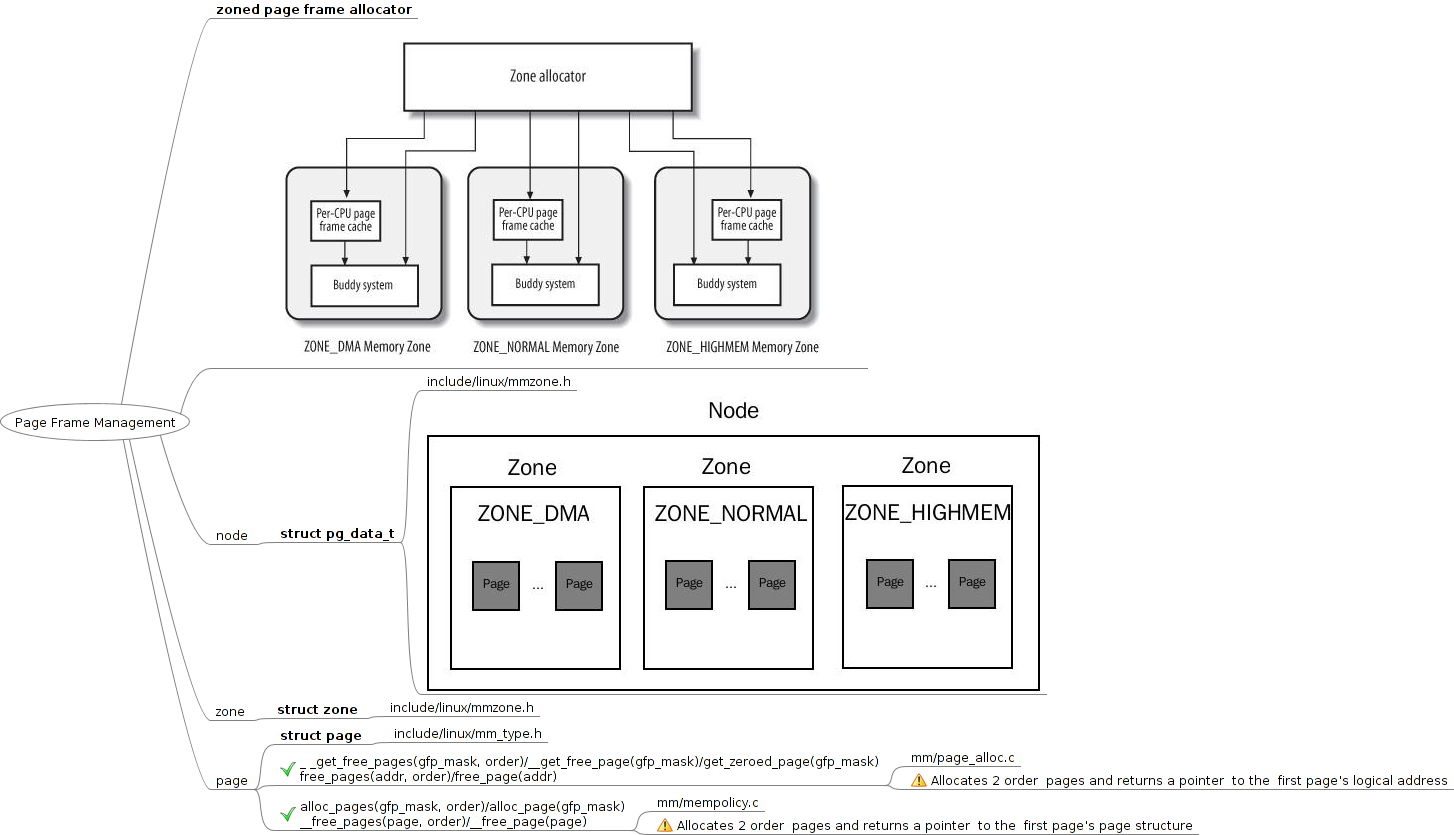 zoned page frame allocator
Zone allocator
Per-CPU page
frame cache
Buddy system
ZONE_DMA Memory Zone
Per-CPU page
frame cache
Buddy system
ZONE_NORMAL Memory Zone
Per-CPU page
frame cache
Buddy system
ZONE_HIGHMEM Memory Zone
Page Frame Management
node
struct pg_data_t
include/linux/mmzone.h
Node
Zone
ZONE_DMA
Page ... Page
Zone
ZONE_NORMAL
Page ... Page
Zone
ZONE_HIGHMEM
Page ... Page
zone
struct zone
include/linux/mmzone.h
page
struct page
include/linux/mm_type.h
_ __get_free_pages(gfp_mask, order)/__get_free_page(gfp_mask)/get_zeroed_page(gfp_mask)
free_pages(addr, order)/free_page(addr)
mm/page_alloc.c
Allocates 2 order  pages and returns a pointer  to the  first page's logical address
alloc_pages(gfp_mask, order)/alloc_page(gfp_mask)
__free_pages(page, order)/__free_page(page)
mm/mempolicy.c
Allocates 2 order  pages and returns a pointer  to the  first page's page structure